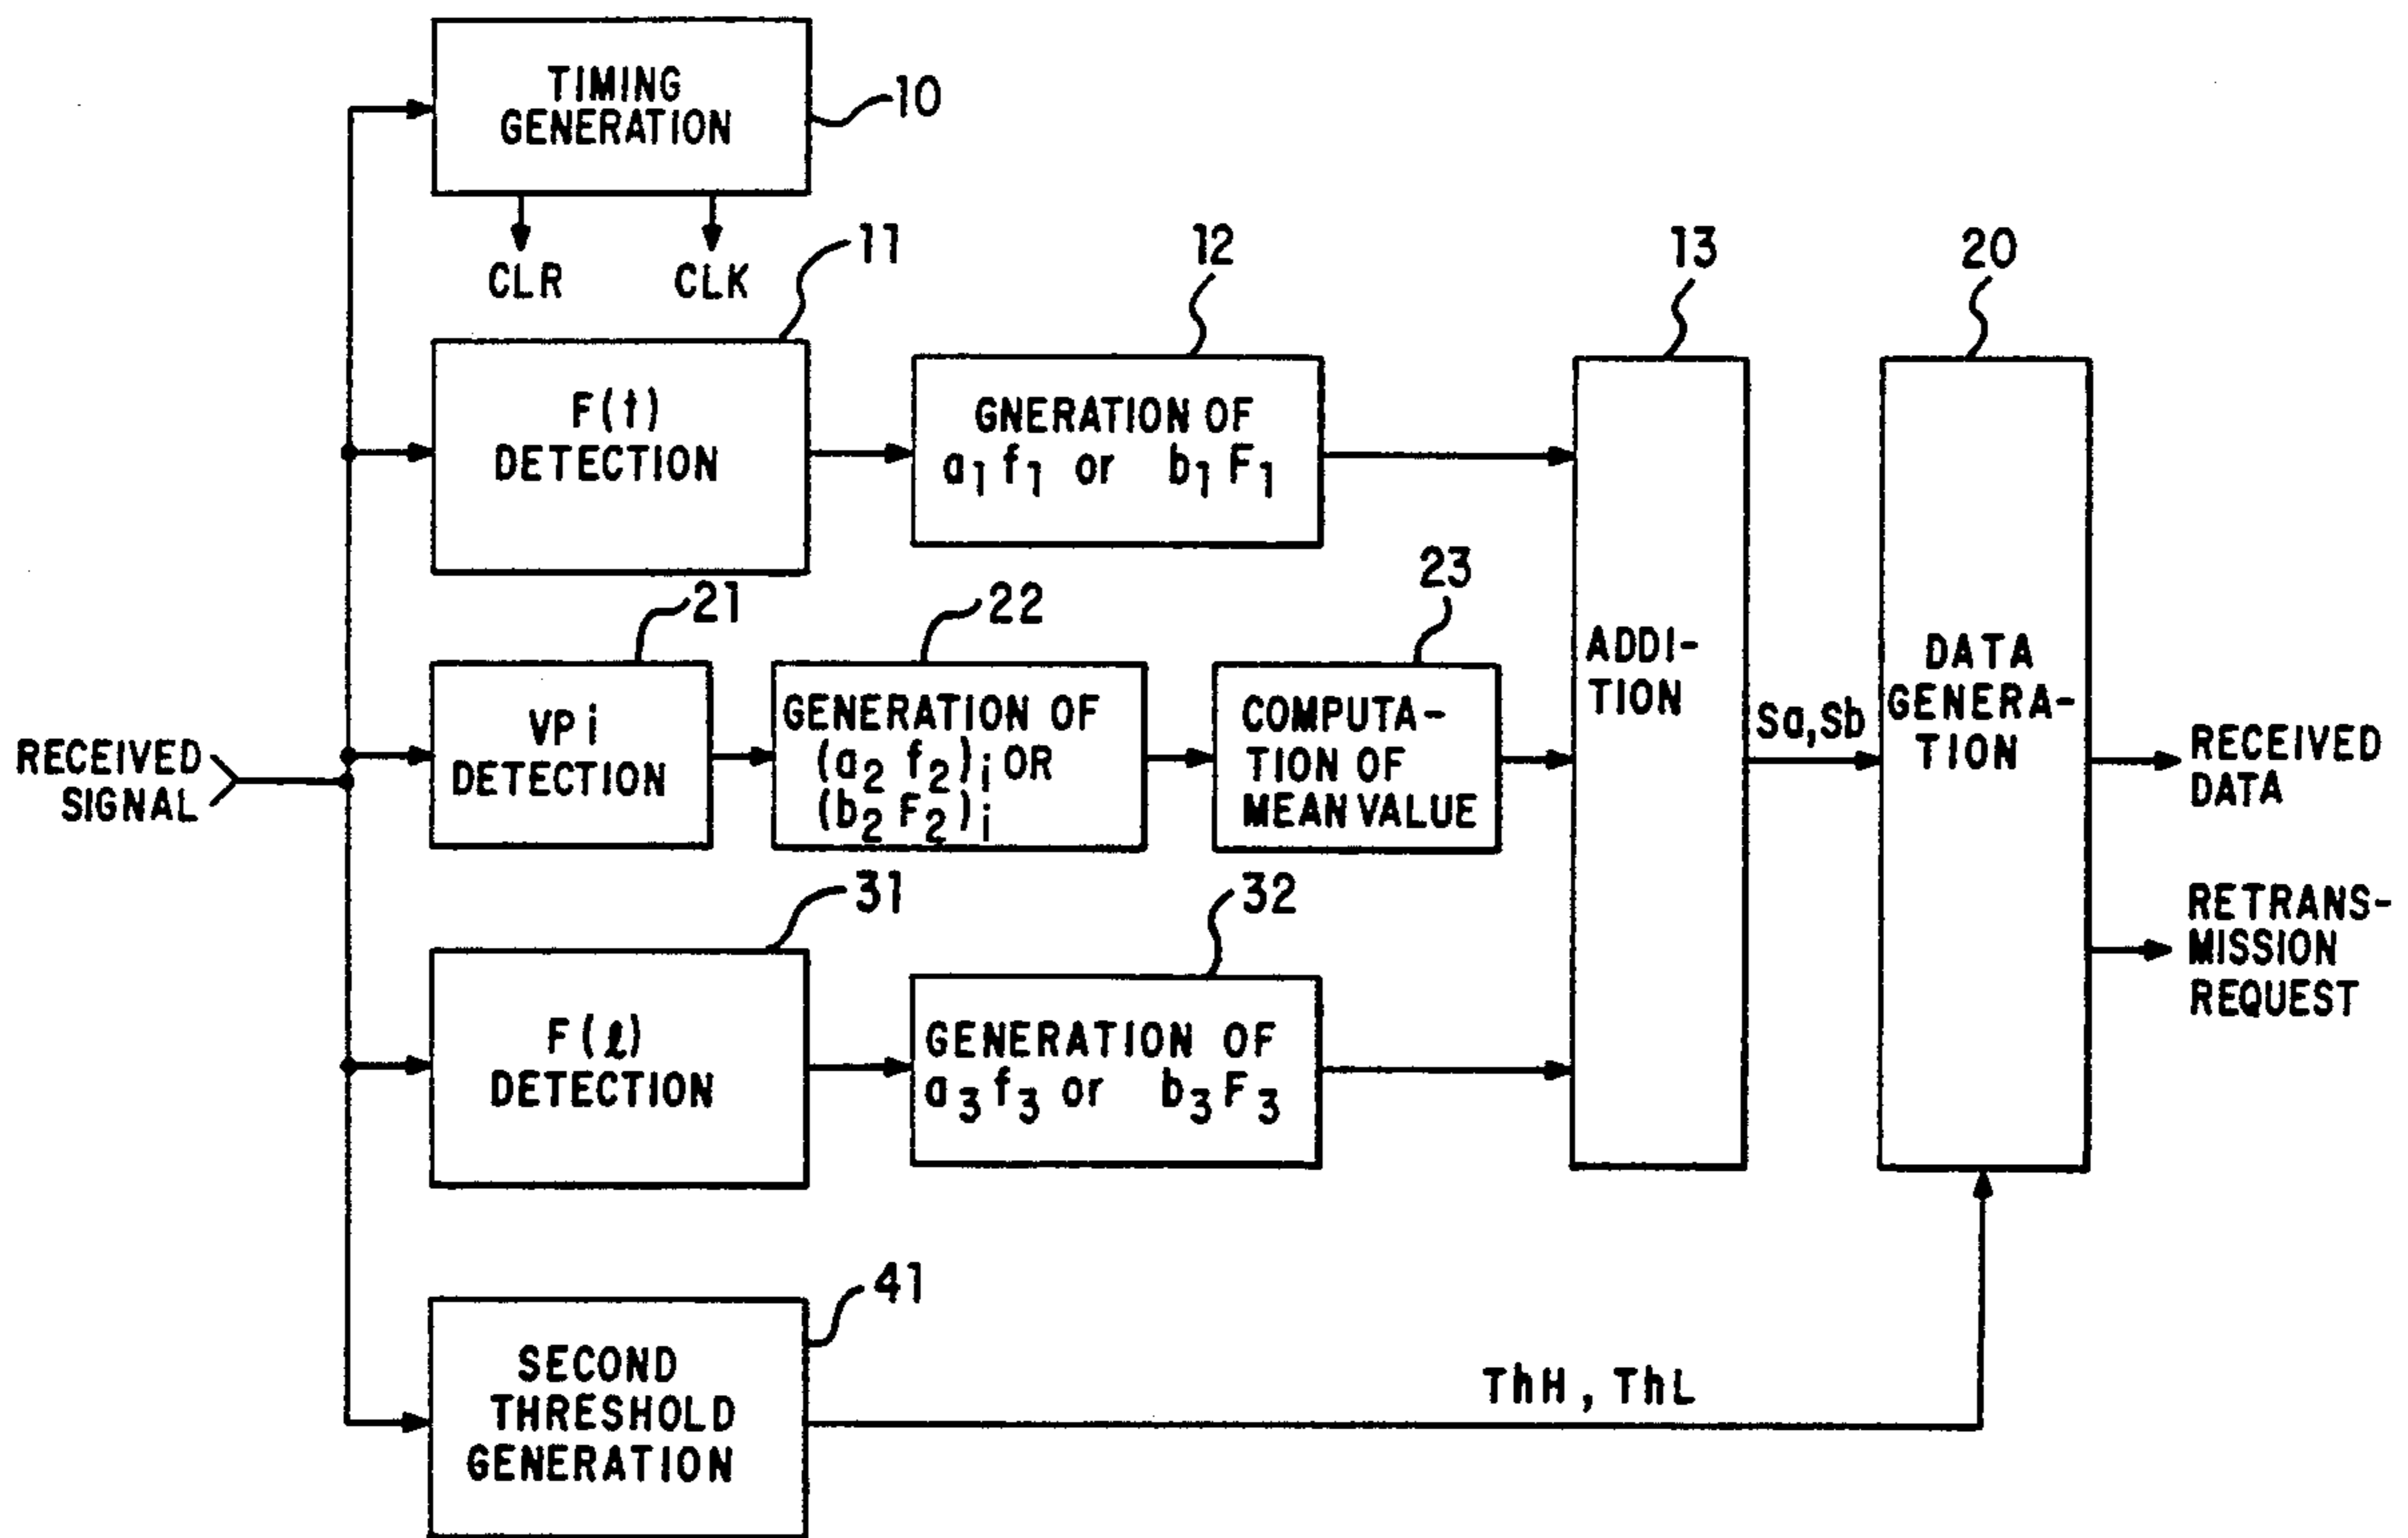 TIMING
GENERATION
10
CLR
CLK
11
12
13
20
F(t)
DETECTION
GNERATION OF
a1 f1 or b1 F1
21
22
23
RECEIVED
SIGNAL
VPi
DETECTION
GENERATION OF
(a2 f2)i OR
(b2 F2)i
COMPUTA-
TION OF
MEAN VALUE
ADDI-
TION
Sa,Sb
DATA
GENERA-
TION
RECEIVED
DATA
RETRANS-
MISSION
REQUEST
31
32
F(ℓ)
DETECTION
GENERATION OF
a3 f3 or b3 F3
41
SECOND
THRESHOLD
GENERATION
ThH, ThL